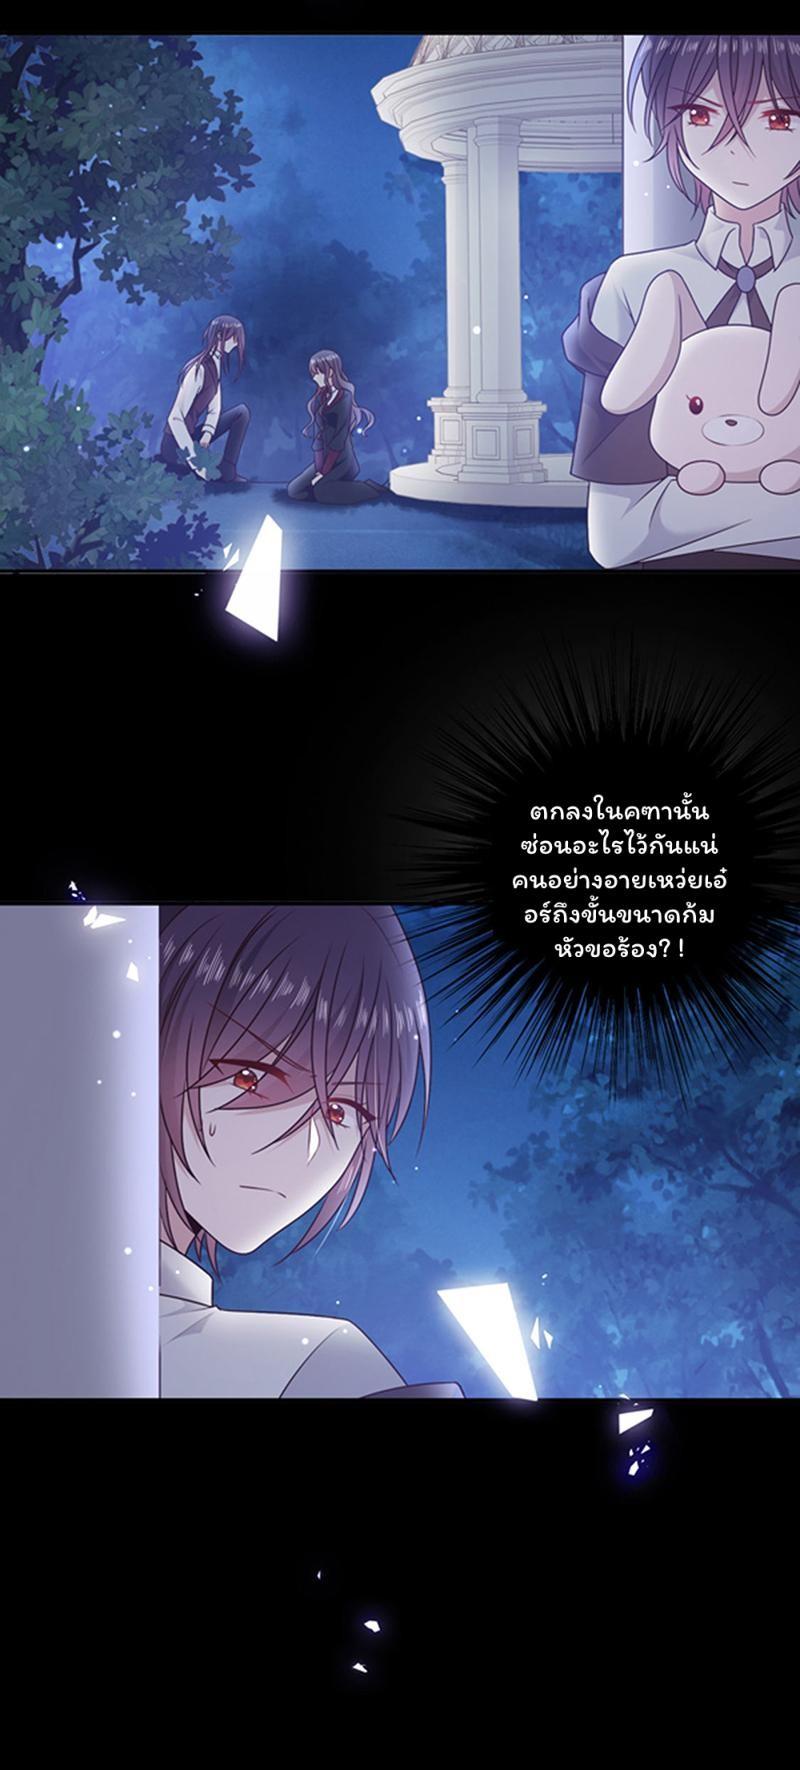 ตกลงในคฑานั้น
ซ่อนอะไรไว้กันแน่
คนอย่างอายเหว่ยเอ๋
อร์ถึงขั้นขนาดก้ม
หัวขอร้อง?!